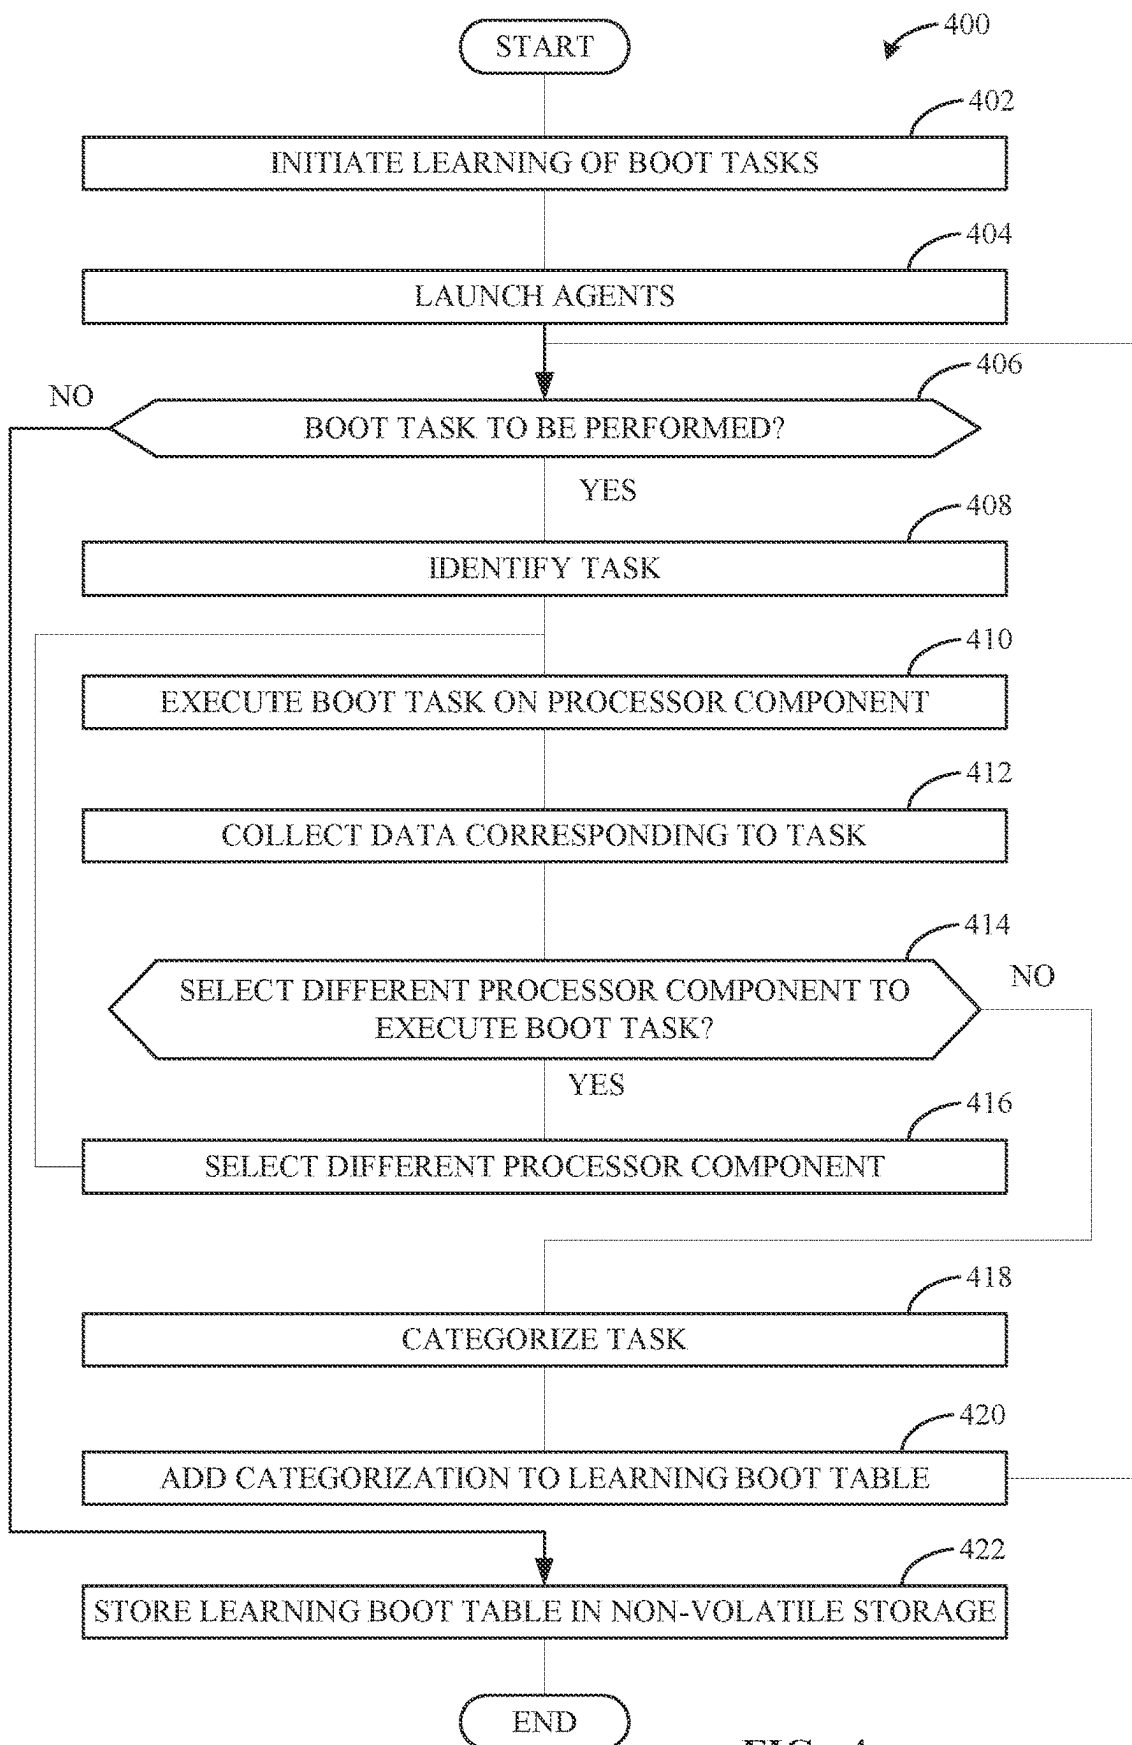 START
400
402
INITIATE LEARNING OF BOOT TASKS
404
LAUNCH AGENTS
406
NO
BOOT TASK TO BE PERFORMED?
YES
408
IDENTIFY TASK
410
EXECUTE BOOT TASK ON PROCESSOR COMPONENT
412
COLLECT DATA CORRESPONDING TO TASK
414
NO
SELECT DIFFERENT PROCESSOR COMPONENT TO
EXECUTE BOOT TASK?
YES
416
SELECT DIFFERENT PROCESSOR COMPONENT
418
CATEGORIZE TASK
420
ADD CATEGORIZATION TO LEARNING BOOT TABLE
422
STORE LEARNING BOOT TABLE IN NON-VOLATILE STORAGE
END